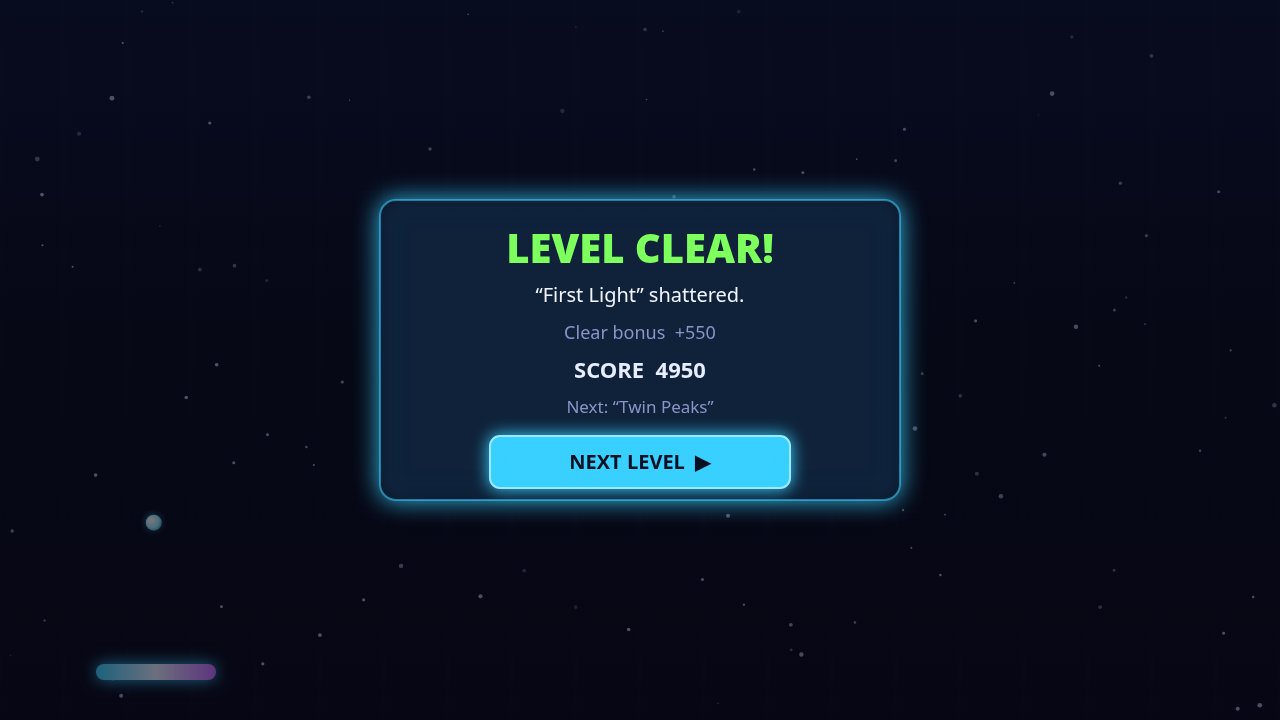 LEVEL CLEAR!
“First Light” shattered.
Clear bonus +550
SCORE 4950
Next: “Twin Peaks”
NEXT LEVEL ▶